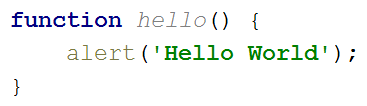 function hello() {
    alert('Hello World');
}